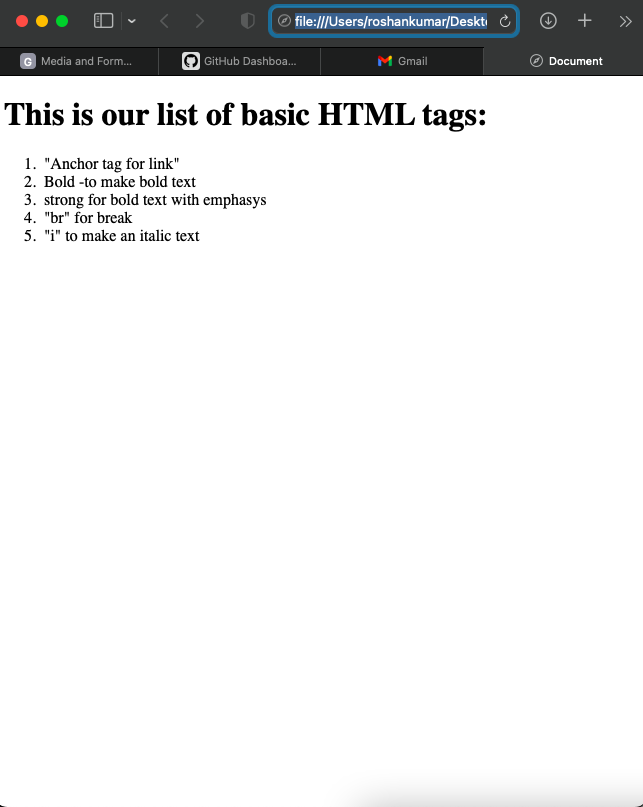 file:///Users/roshankumar/Deskto
G Media and Form...
GitHub Dashboa...
Gmail
Document
This is our list of basic HTML tags:
1. "Anchor tag for link"
2. Bold -to make bold text
3. strong for bold text with emphasys
4. "br" for break
5. "i" to make an italic text